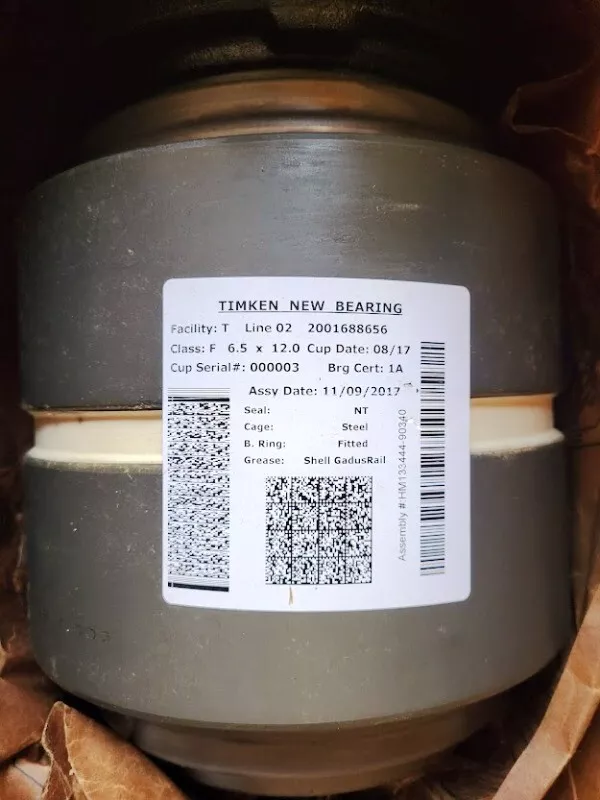 TIMKEN NEW BEARING
Facility: T Line 02 2001688656
Class: F 6.5 x 12.0 Cup Date: 08/17
Cup Serial#: 000003 Brg Cert: 1A
Assy Date: 11/09/2017
Seal: NT
Cage: Steel
B. Ring: Fitted
Grease: Shell GadusRail
Assembly # HM133444-90340